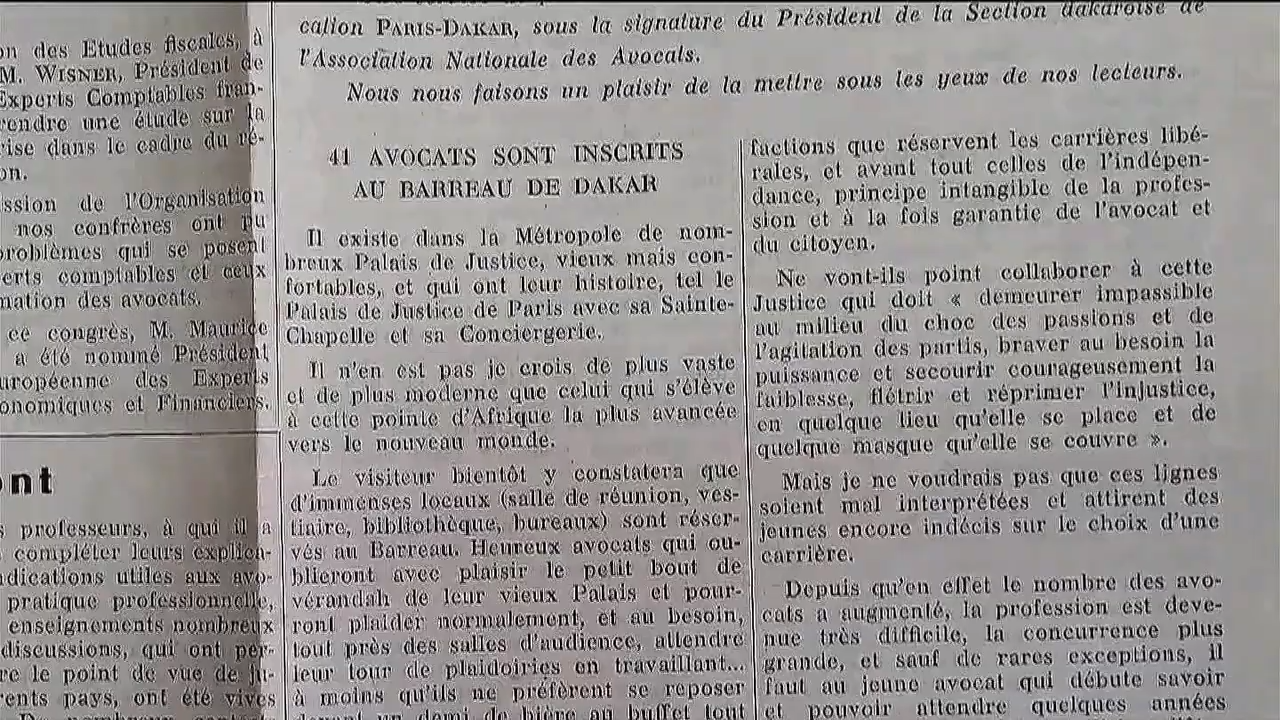 on des Etudes fiscales, à
M. WISNER, Président de
Experts Comptables fran-
rendre une étude sur la
rise dans le cadre du ré-
on.
ssion de l'Organisation
nos confrères ont pu
problèmes qui se posent
erts comptables et ceux
mation des avocats.
ce congrès, M. Maurice
a été nommé Président
uropéenne des Experts
onomiques et Financiers.
ont
s professeurs, à qui il a
compléter leurs explica-
ndications utiles aux avo-
pratique professionnelle,
enseignements nombreux
discussions, qui ont per-
re le point de vue de ju-
rents pays, ont été vives
cation PARIS-DAKAR, sous la signature du Président de la Section dakaroise de
l'Association Nationale des Avocats.
Nous nous faisons un plaisir de la mettre sous les yeux de nos lecteurs.
41 AVOCATS SONT INSCRITS
AU BARREAU DE DAKAR
Il existe dans la Métropole de nom-
breux Palais de Justice, vieux mais con-
fortables, et qui ont leur histoire, tel le
Palais de Justice de Paris avec sa Sainte-
Chapelle et sa Conciergerie.
Il n'en est pas je crois de plus vaste
et de plus moderne que celui qui s'élève
à cette pointe d'Afrique la plus avancée
vers le nouveau monde.
Le visiteur bientôt y constatera que
d'immenses locaux (salle de réunion, ves-
tiaire, bibliothèque, bureaux) sont réser-
vés au Barreau. Heureux avocats qui ou-
blieront avec plaisir le petit bout de
vérandah de leur vieux Palais et pour-
ront plaider normalement, et au besoin,
tout près des salles d'audience, attendre
leur tour de plaidoiries en travaillant...
à moins qu'ils ne préfèrent se reposer
devant un demi de bière au buffet tout
factions que réservent les carrières libé-
rales, et avant tout celles de l'indépen-
dance, principe intangible de la profes-
sion et à la fois garantie de l'avocat et
du citoyen.
Ne vont-ils point collaborer à cette
Justice qui doit « demeurer impassible
au milieu du choc des passions et de
l'agitation des partis, braver au besoin la
puissance et secourir courageusement la
faiblesse, flétrir et réprimer l'injustice,
en quelque lieu qu'elle se place et de
quelque masque qu'elle se couvre ».
Mais je ne voudrais pas que ces lignes
soient mal interprétées et attirent des
jeunes encore indécis sur le choix d'une
carrière.
Depuis qu'en effet le nombre des avo-
cats a augmenté, la profession est deve-
nue très difficile, la concurrence plus
grande, et sauf de rares exceptions, il
faut au jeune avocat qui débute savoir
et pouvoir attendre quelques années